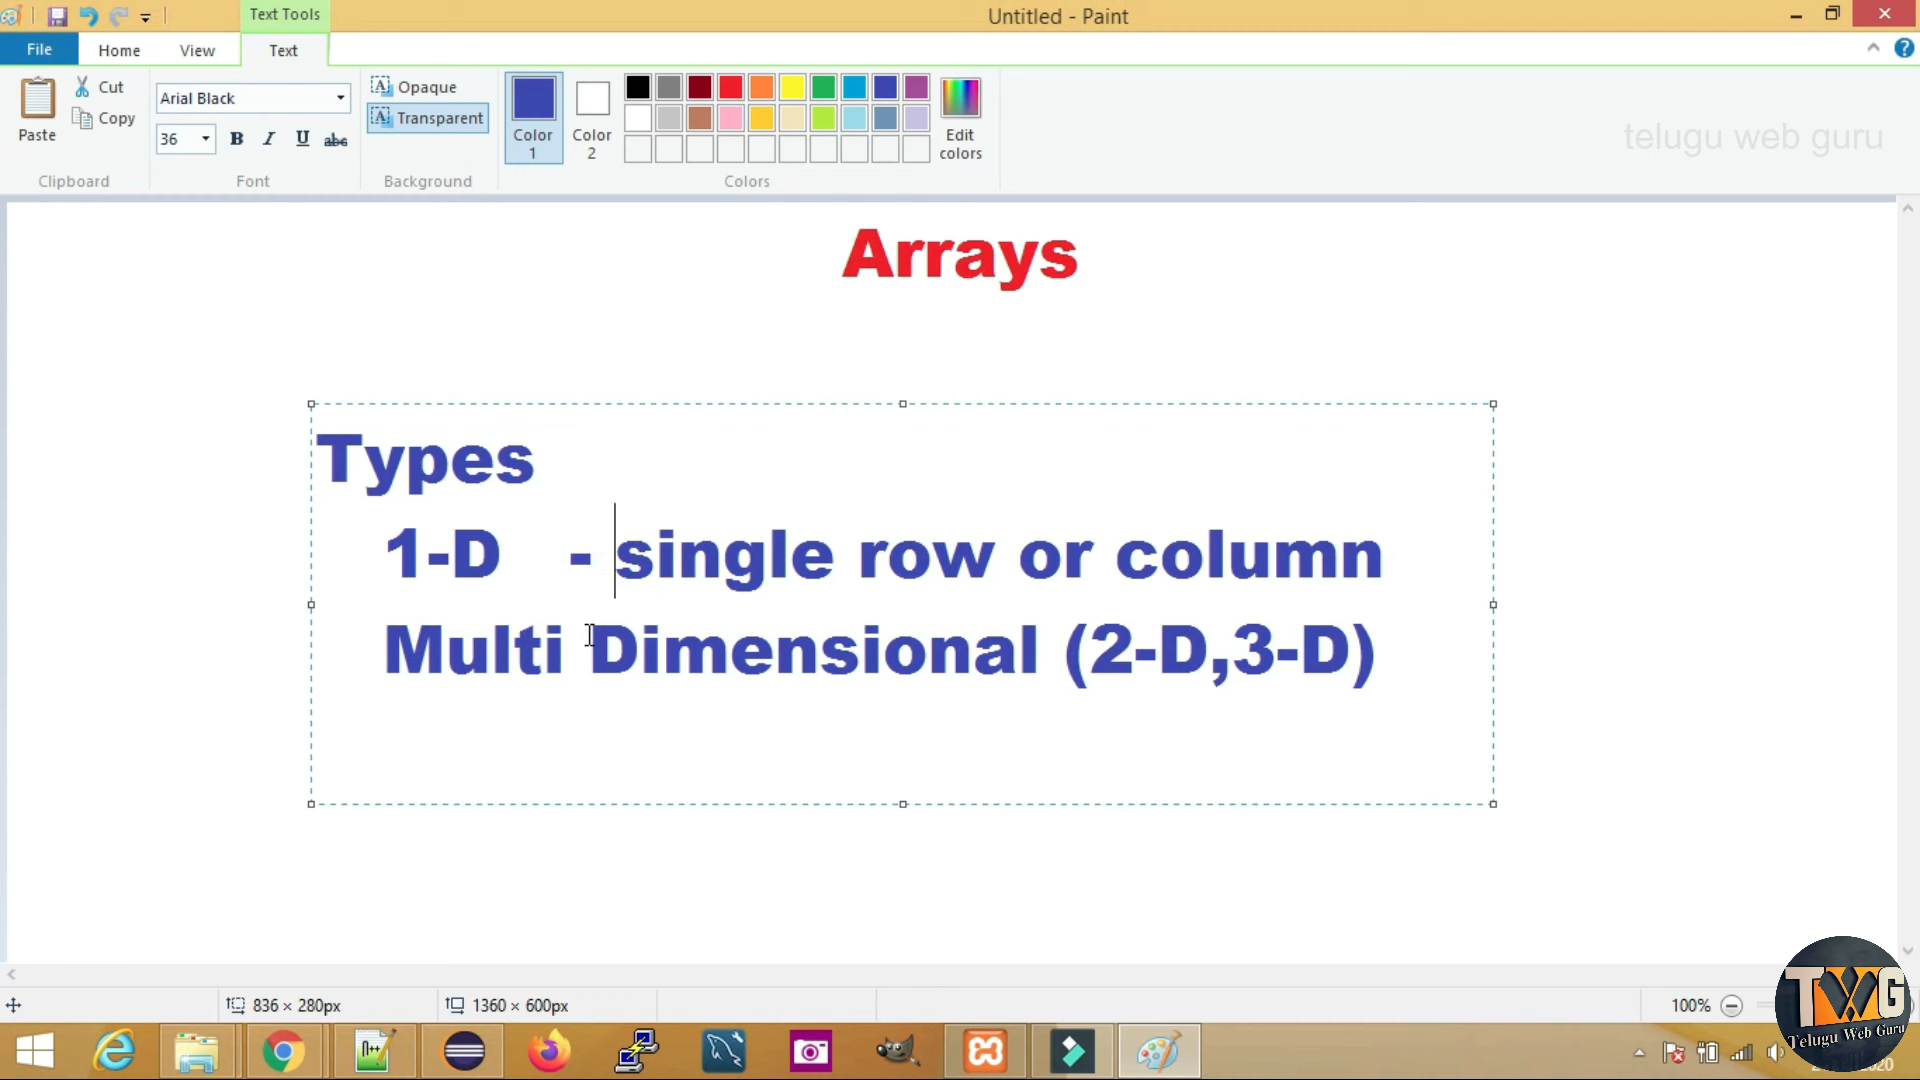 Text Tools
Untitled - Paint
File
Home
View
Text
Paste
Cut
Copy
Clipboard
Arial Black
36
B
I
U
abc
Font
Opaque
Transparent
Background
Color
1
Color
2
Edit
colors
Colors
telugu web guru
Arrays
Types
1-D - single row or column
Multi Dimensional (2-D,3-D)
836 × 280px
1360 × 600px
100%
TWG
Telugu Web Guru